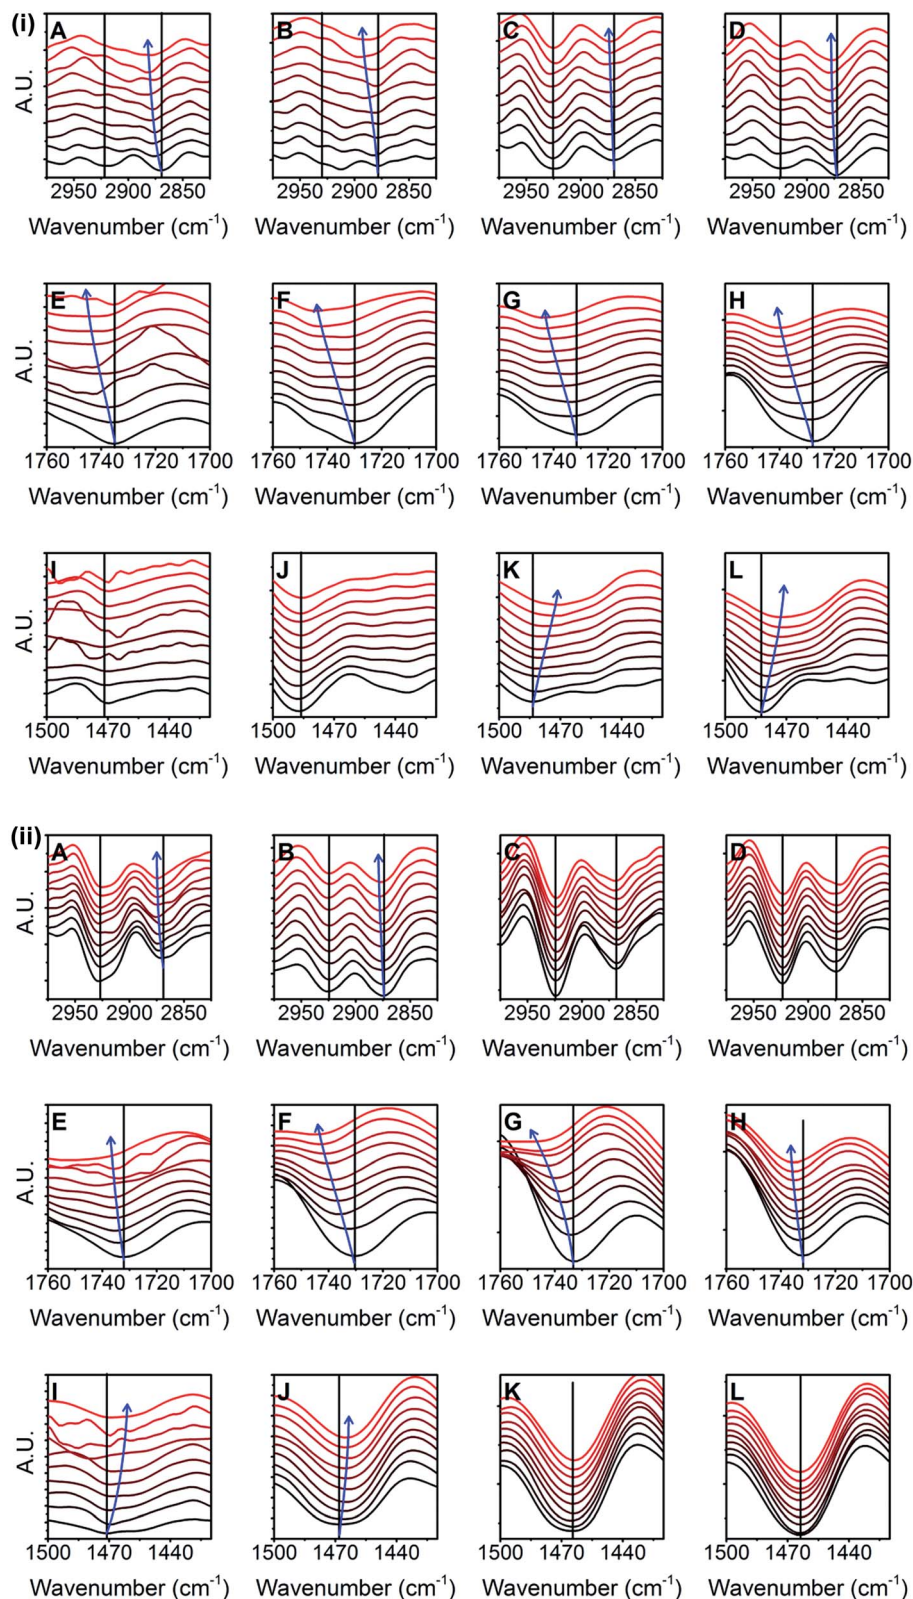 (i)
A B C D
A.U.
2950 2900 2850 2950 2900 2850 2950 2900 2850 2950 2900 2850
Wavenumber (cm⁻¹) Wavenumber (cm⁻¹) Wavenumber (cm⁻¹) Wavenumber (cm⁻¹)
E F G H
A.U.
1760 1740 1720 1700 1760 1740 1720 1700 1760 1740 1720 1700 1760 1740 1720 1700
Wavenumber (cm⁻¹) Wavenumber (cm⁻¹) Wavenumber (cm⁻¹) Wavenumber (cm⁻¹)
I J K L
A.U.
1500 1470 1440 1500 1470 1440 1500 1470 1440 1500 1470 1440
Wavenumber (cm⁻¹) Wavenumber (cm⁻¹) Wavenumber (cm⁻¹) Wavenumber (cm⁻¹)
(ii)
A B C D
A.U.
2950 2900 2850 2950 2900 2850 2950 2900 2850 2950 2900 2850
Wavenumber (cm⁻¹) Wavenumber (cm⁻¹) Wavenumber (cm⁻¹) Wavenumber (cm⁻¹)
E F G H
A.U.
1760 1740 1720 1700 1760 1740 1720 1700 1760 1740 1720 1700 1760 1740 1720 1700
Wavenumber (cm⁻¹) Wavenumber (cm⁻¹) Wavenumber (cm⁻¹) Wavenumber (cm⁻¹)
I J K L
A.U.
1500 1470 1440 1500 1470 1440 1500 1470 1440 1500 1470 1440
Wavenumber (cm⁻¹) Wavenumber (cm⁻¹) Wavenumber (cm⁻¹) Wavenumber (cm⁻¹)